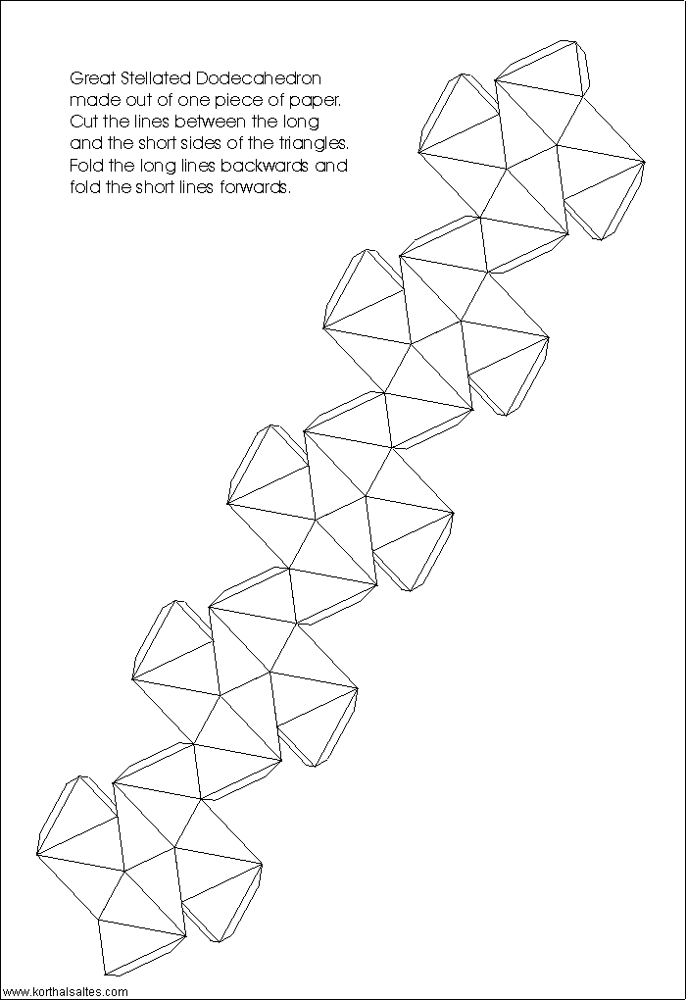 Great Stellated Dodecahedron
made out of one piece of paper.
Cut the lines between the long
and the short sides of the triangles.
Fold the long lines backwards and
fold the short lines forwards.
www.korthalsaltes.com